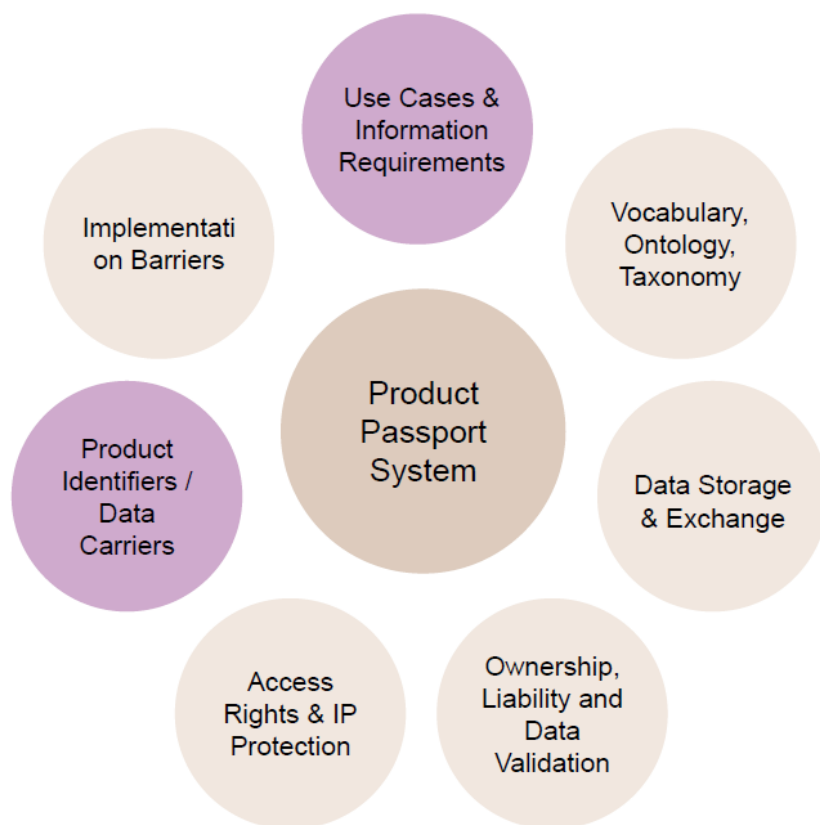 Use Cases &
Information
Requirements
Implementati
on Barriers
Vocabulary,
Ontology,
Taxonomy
Product
Passport
System
Product
Identifiers /
Data
Carriers
Data Storage
& Exchange
Access
Rights & IP
Protection
Ownership,
Liability and
Data
Validation